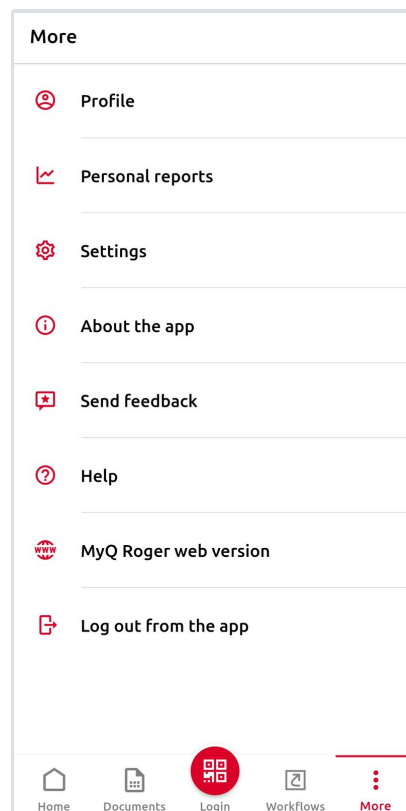 More
Profile
Personal reports
Settings
About the app
Send feedback
Help
www
MyQ Roger web version
Log out from the app
Home
Documents
Login
Workflows
More